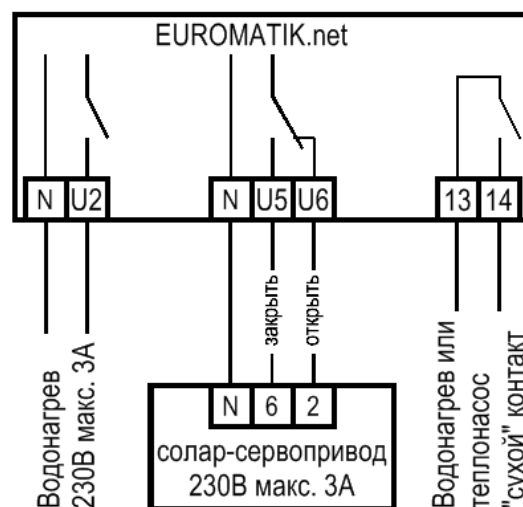 EUROMATIK.net
N U2 N U5 U6 13 14
закрыть
открыть
Водонагрев
230В макс. 3А
N 6 2
солар-сервопривод
230В макс. 3А
Водонагрев или
теплонасос
"сухой" контакт